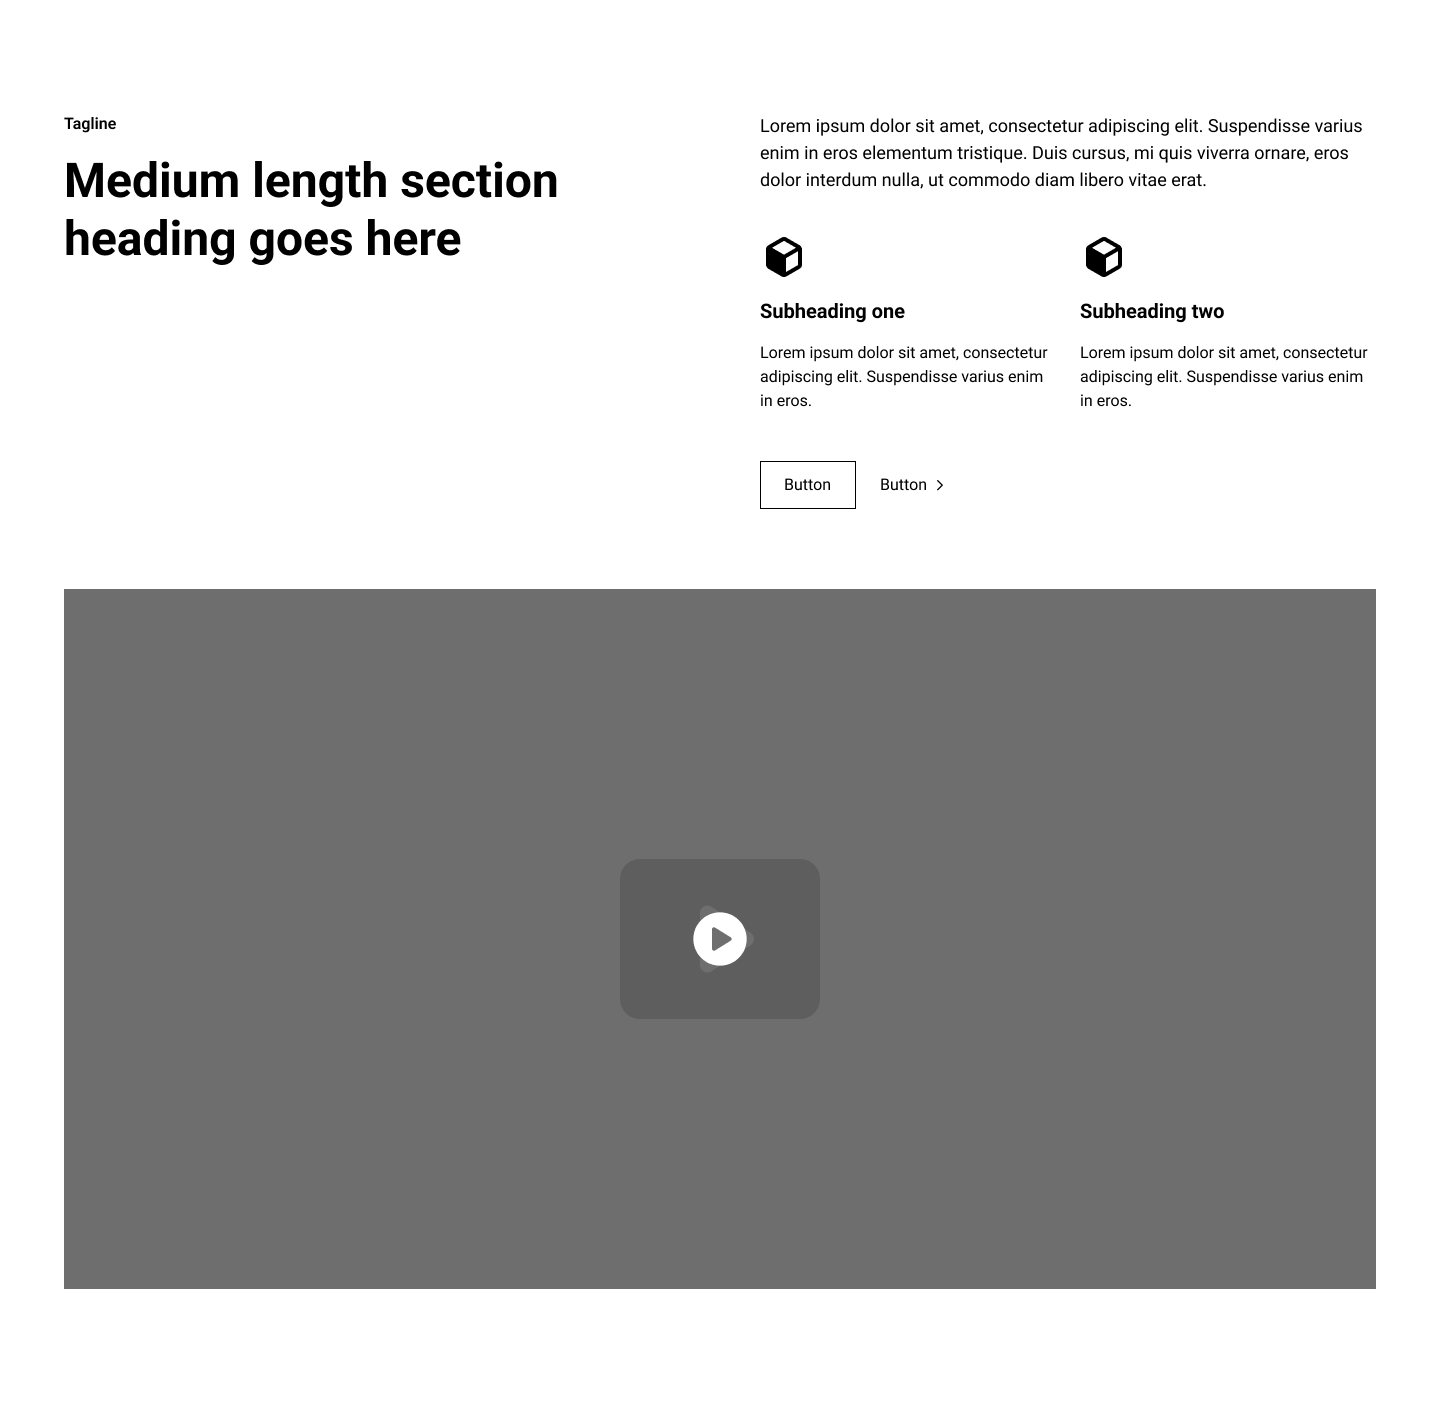 Tagline
Medium length section
heading goes here
Lorem ipsum dolor sit amet, consectetur adipiscing elit. Suspendisse varius
enim in eros elementum tristique. Duis cursus, mi quis viverra ornare, eros
dolor interdum nulla, ut commodo diam libero vitae erat.
Subheading one
Lorem ipsum dolor sit amet, consectetur
adipiscing elit. Suspendisse varius enim
in eros.
Subheading two
Lorem ipsum dolor sit amet, consectetur
adipiscing elit. Suspendisse varius enim
in eros.
Button
Button